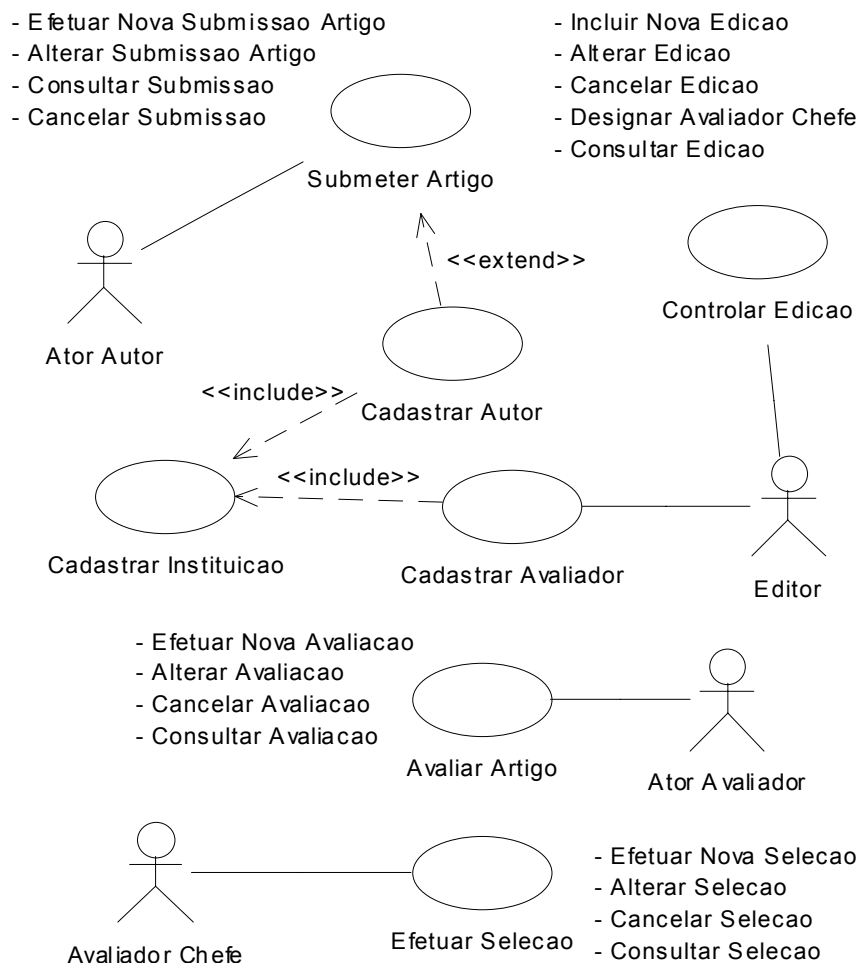 - Efetuar Nova Submissao Artigo
- Alterar Submissao Artigo
- Consultar Submissao
- Cancelar Submissao
- Incluir Nova Edicao
- Alterar Edicao
- Cancelar Edicao
- Designar Avaliador Chefe
- Consultar Edicao
Submeter Artigo
<<extend>>
Controlar Edicao
Ator Autor
<<include>>
Cadastrar Autor
<<include>>
Cadastrar Instituicao
Cadastrar Avaliador
Editor
- Efetuar Nova Avaliacao
- Alterar Avaliacao
- Cancelar Avaliacao
- Consultar Avaliacao
Avaliar Artigo
Ator Avaliador
Avaliador Chefe
Efetuar Selecao
- Efetuar Nova Selecao
- Alterar Selecao
- Cancelar Selecao
- Consultar Selecao